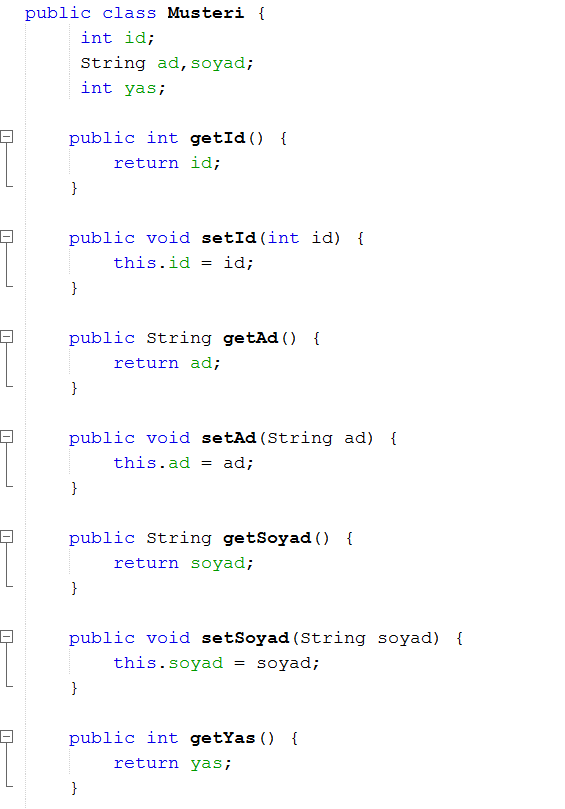 public class Musteri {
int id;
String ad,soyad;
int yas;
public int getId() {
return id;
}
public void setId(int id) {
this.id = id;
}
public String getAd() {
return ad;
}
public void setAd(String ad) {
this.ad = ad;
}
public String getSoyad() {
return soyad;
}
public void setSoyad(String soyad) {
this.soyad = soyad;
}
public int getYas() {
return yas;
}